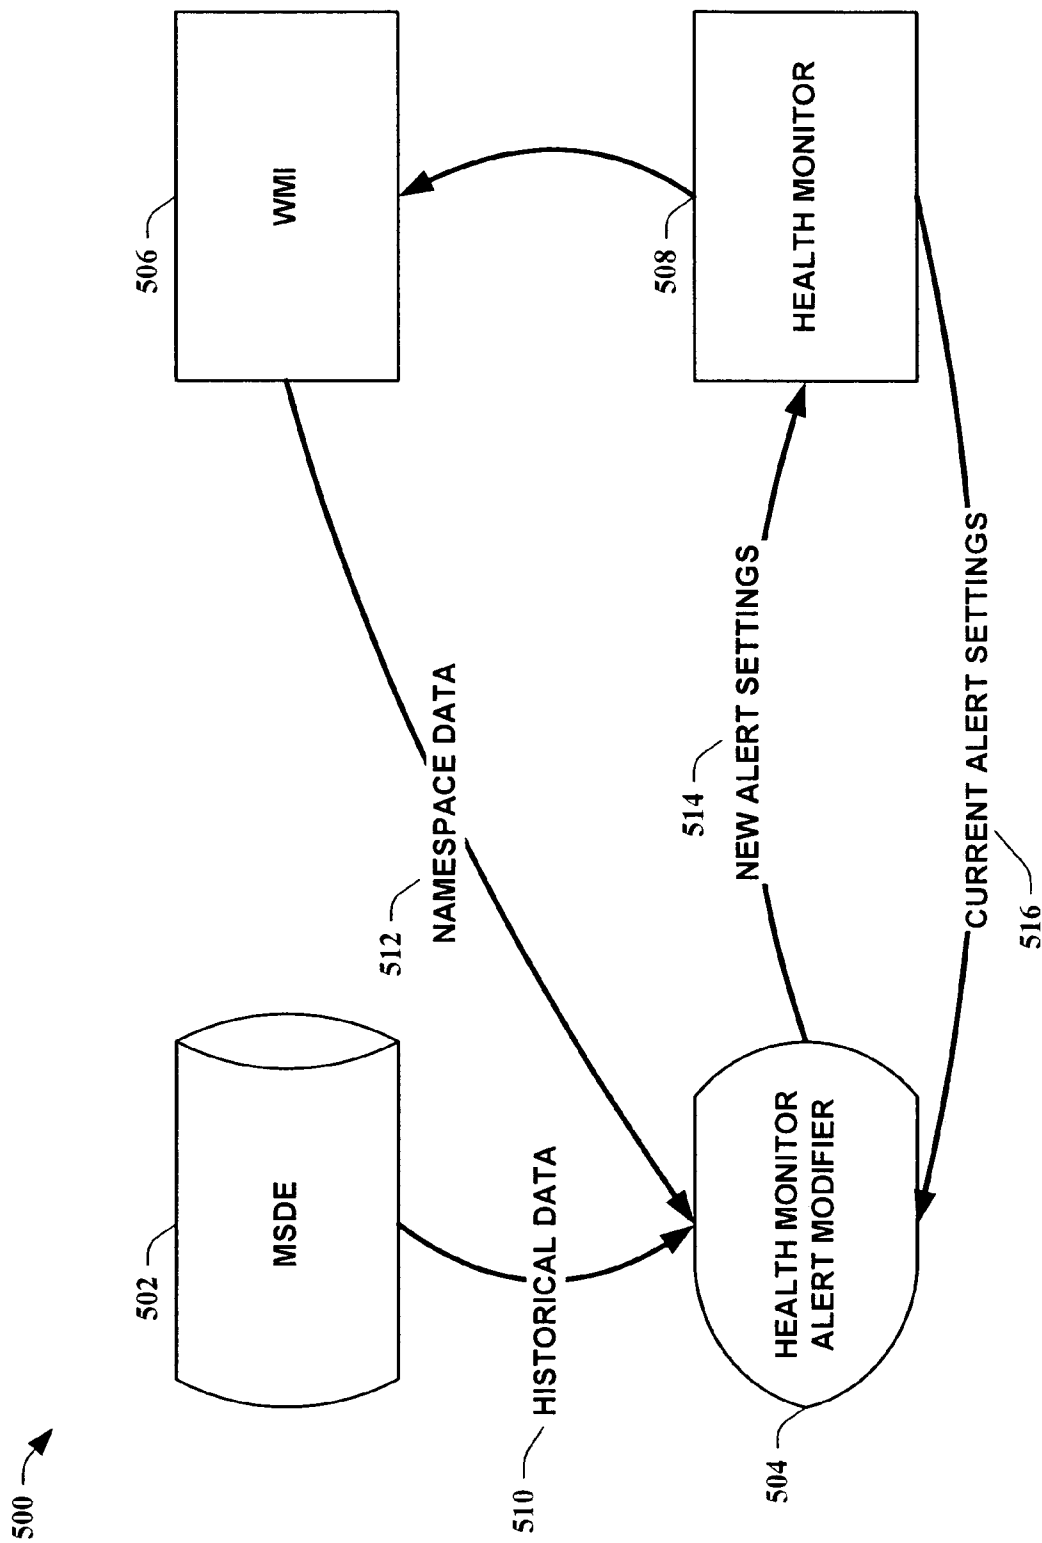 500
502
MSDE
506
WMI
510
HISTORICAL DATA
512
NAMESPACE DATA
504
HEALTH MONITOR
ALERT MODIFIER
514
NEW ALERT SETTINGS
508
HEALTH MONITOR
CURRENT ALERT SETTINGS
516